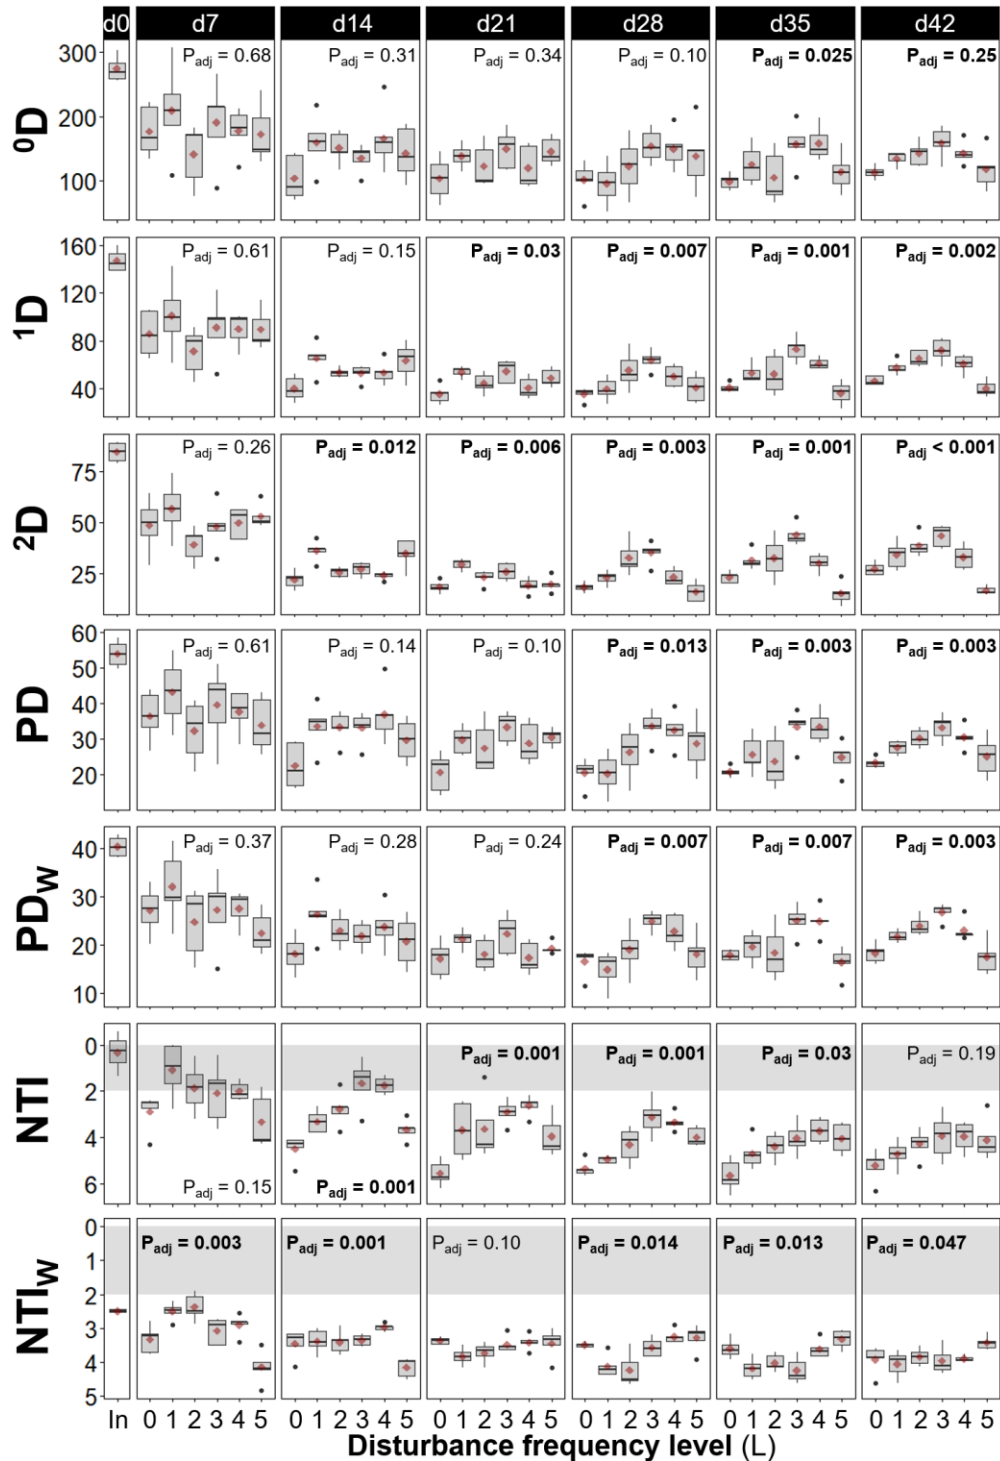 d0 d7 d14 d21 d28 d35 d42
⁰D
300
200
100
Padj = 0.68 Padj = 0.31 Padj = 0.34 Padj = 0.10 Padj = 0.025 Padj = 0.25
¹D
160
120
80
40
Padj = 0.61 Padj = 0.15 Padj = 0.03 Padj = 0.007 Padj = 0.001 Padj = 0.002
²D
75
50
25
Padj = 0.26 Padj = 0.012 Padj = 0.006 Padj = 0.003 Padj = 0.001 Padj < 0.001
PD
60
50
40
30
20
Padj = 0.61 Padj = 0.14 Padj = 0.10 Padj = 0.013 Padj = 0.003 Padj = 0.003
PDW
40
30
20
10
Padj = 0.37 Padj = 0.28 Padj = 0.24 Padj = 0.007 Padj = 0.007 Padj = 0.003
NTI
0
2
4
6
Padj = 0.001 Padj = 0.001 Padj = 0.03 Padj = 0.19
Padj = 0.15 Padj = 0.001
NTIW
0
1
2
3
4
5
Padj = 0.003 Padj = 0.001 Padj = 0.10 Padj = 0.014 Padj = 0.013 Padj = 0.047
In 0 1 2 3 4 5 0 1 2 3 4 5 0 1 2 3 4 5 0 1 2 3 4 5 0 1 2 3 4 5 0 1 2 3 4 5
Disturbance frequency level (L)